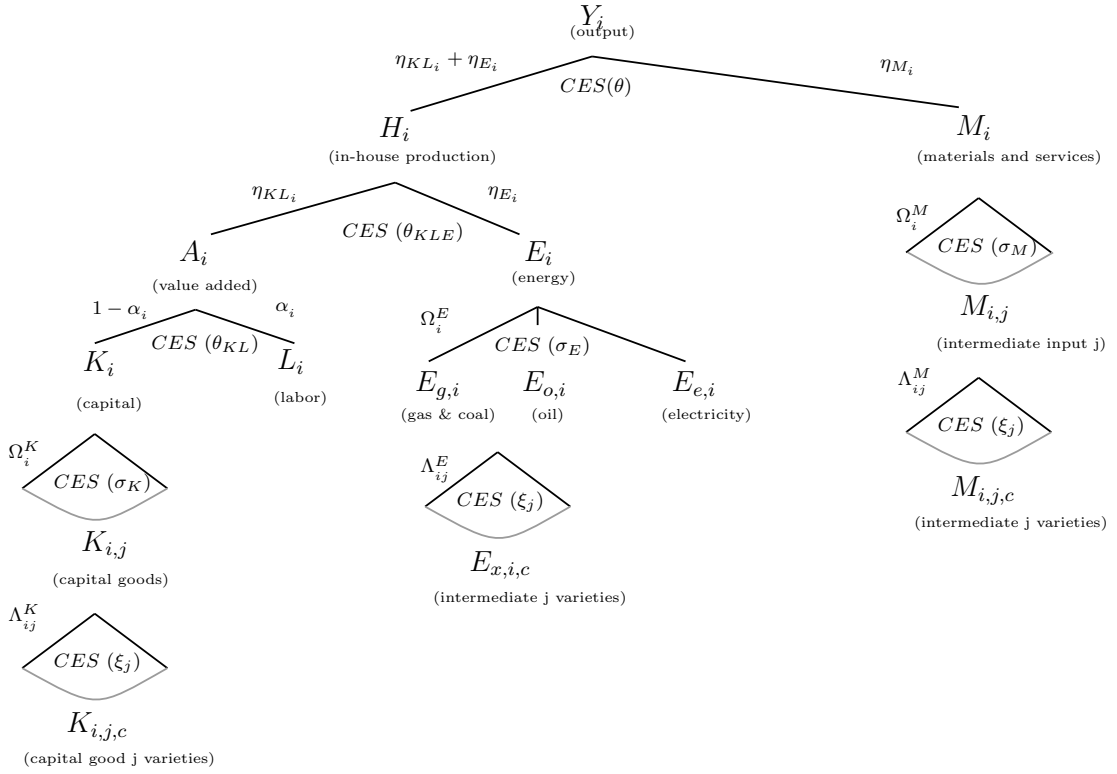 Y_i
(output)
η_{KL_i} + η_{E_i}
η_{M_i}
CES(θ)
H_i
(in-house production)
M_i
(materials and services)
η_{KL_i}
η_{E_i}
CES (θ_{KLE})
A_i
(value added)
E_i
(energy)
Ω_i^M
CES (σ_M)
M_{i,j}
(intermediate input j)
1 − α_i
α_i
CES (θ_{KL})
K_i
(capital)
L_i
(labor)
Ω_i^E
CES (σ_E)
E_{g,i}
(gas & coal)
E_{o,i}
(oil)
E_{e,i}
(electricity)
Λ_{ij}^M
CES (ξ_j)
M_{i,j,c}
(intermediate j varieties)
Ω_i^K
CES (σ_K)
K_{i,j}
(capital goods)
Λ_{ij}^E
CES (ξ_j)
E_{x,i,c}
(intermediate j varieties)
Λ_{ij}^K
CES (ξ_j)
K_{i,j,c}
(capital good j varieties)